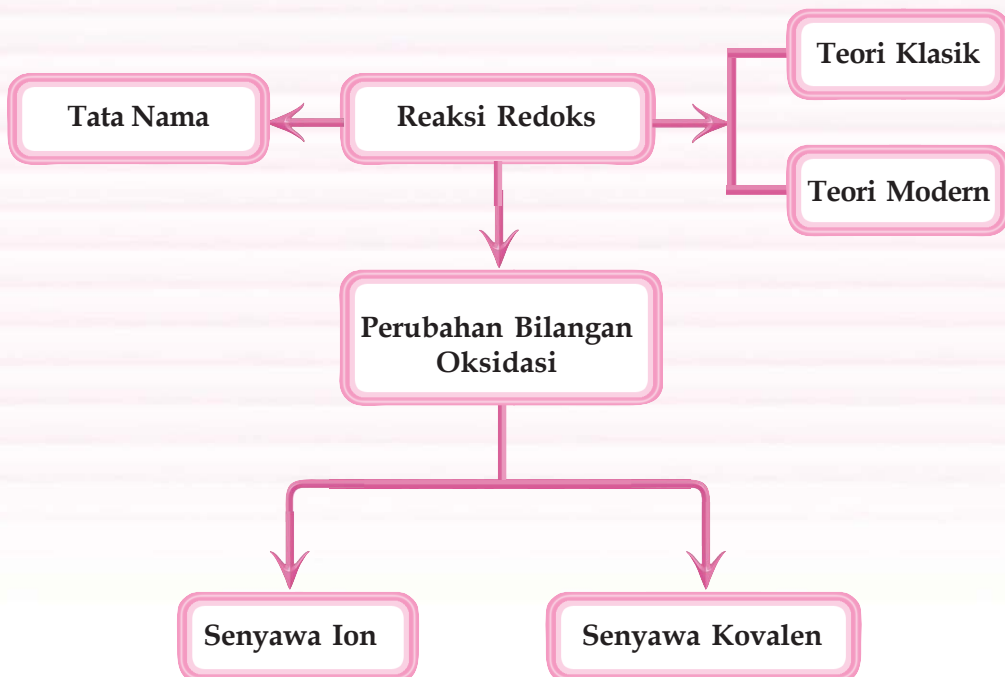 Teori Klasik
Tata Nama
Reaksi Redoks
Teori Modern
Perubahan Bilangan
Oksidasi
Senyawa Ion
Senyawa Kovalen